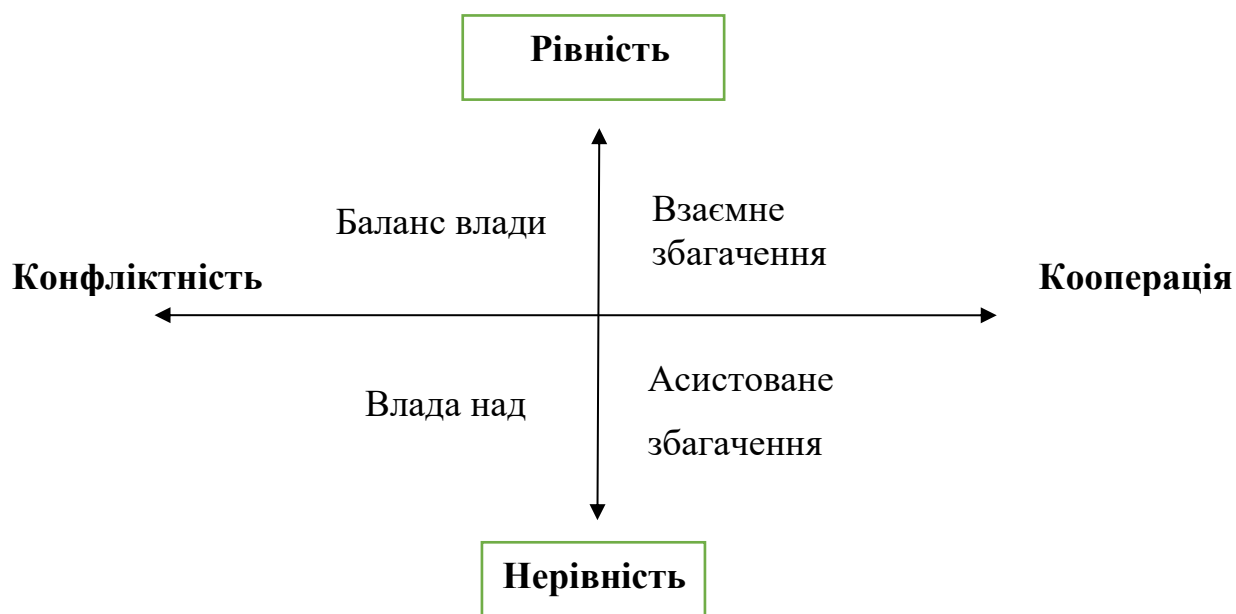 Рівність
Баланс влади
Взаємне
збагачення
Конфліктність
Кооперація
Влада над
Асистоване
збагачення
Нерівність